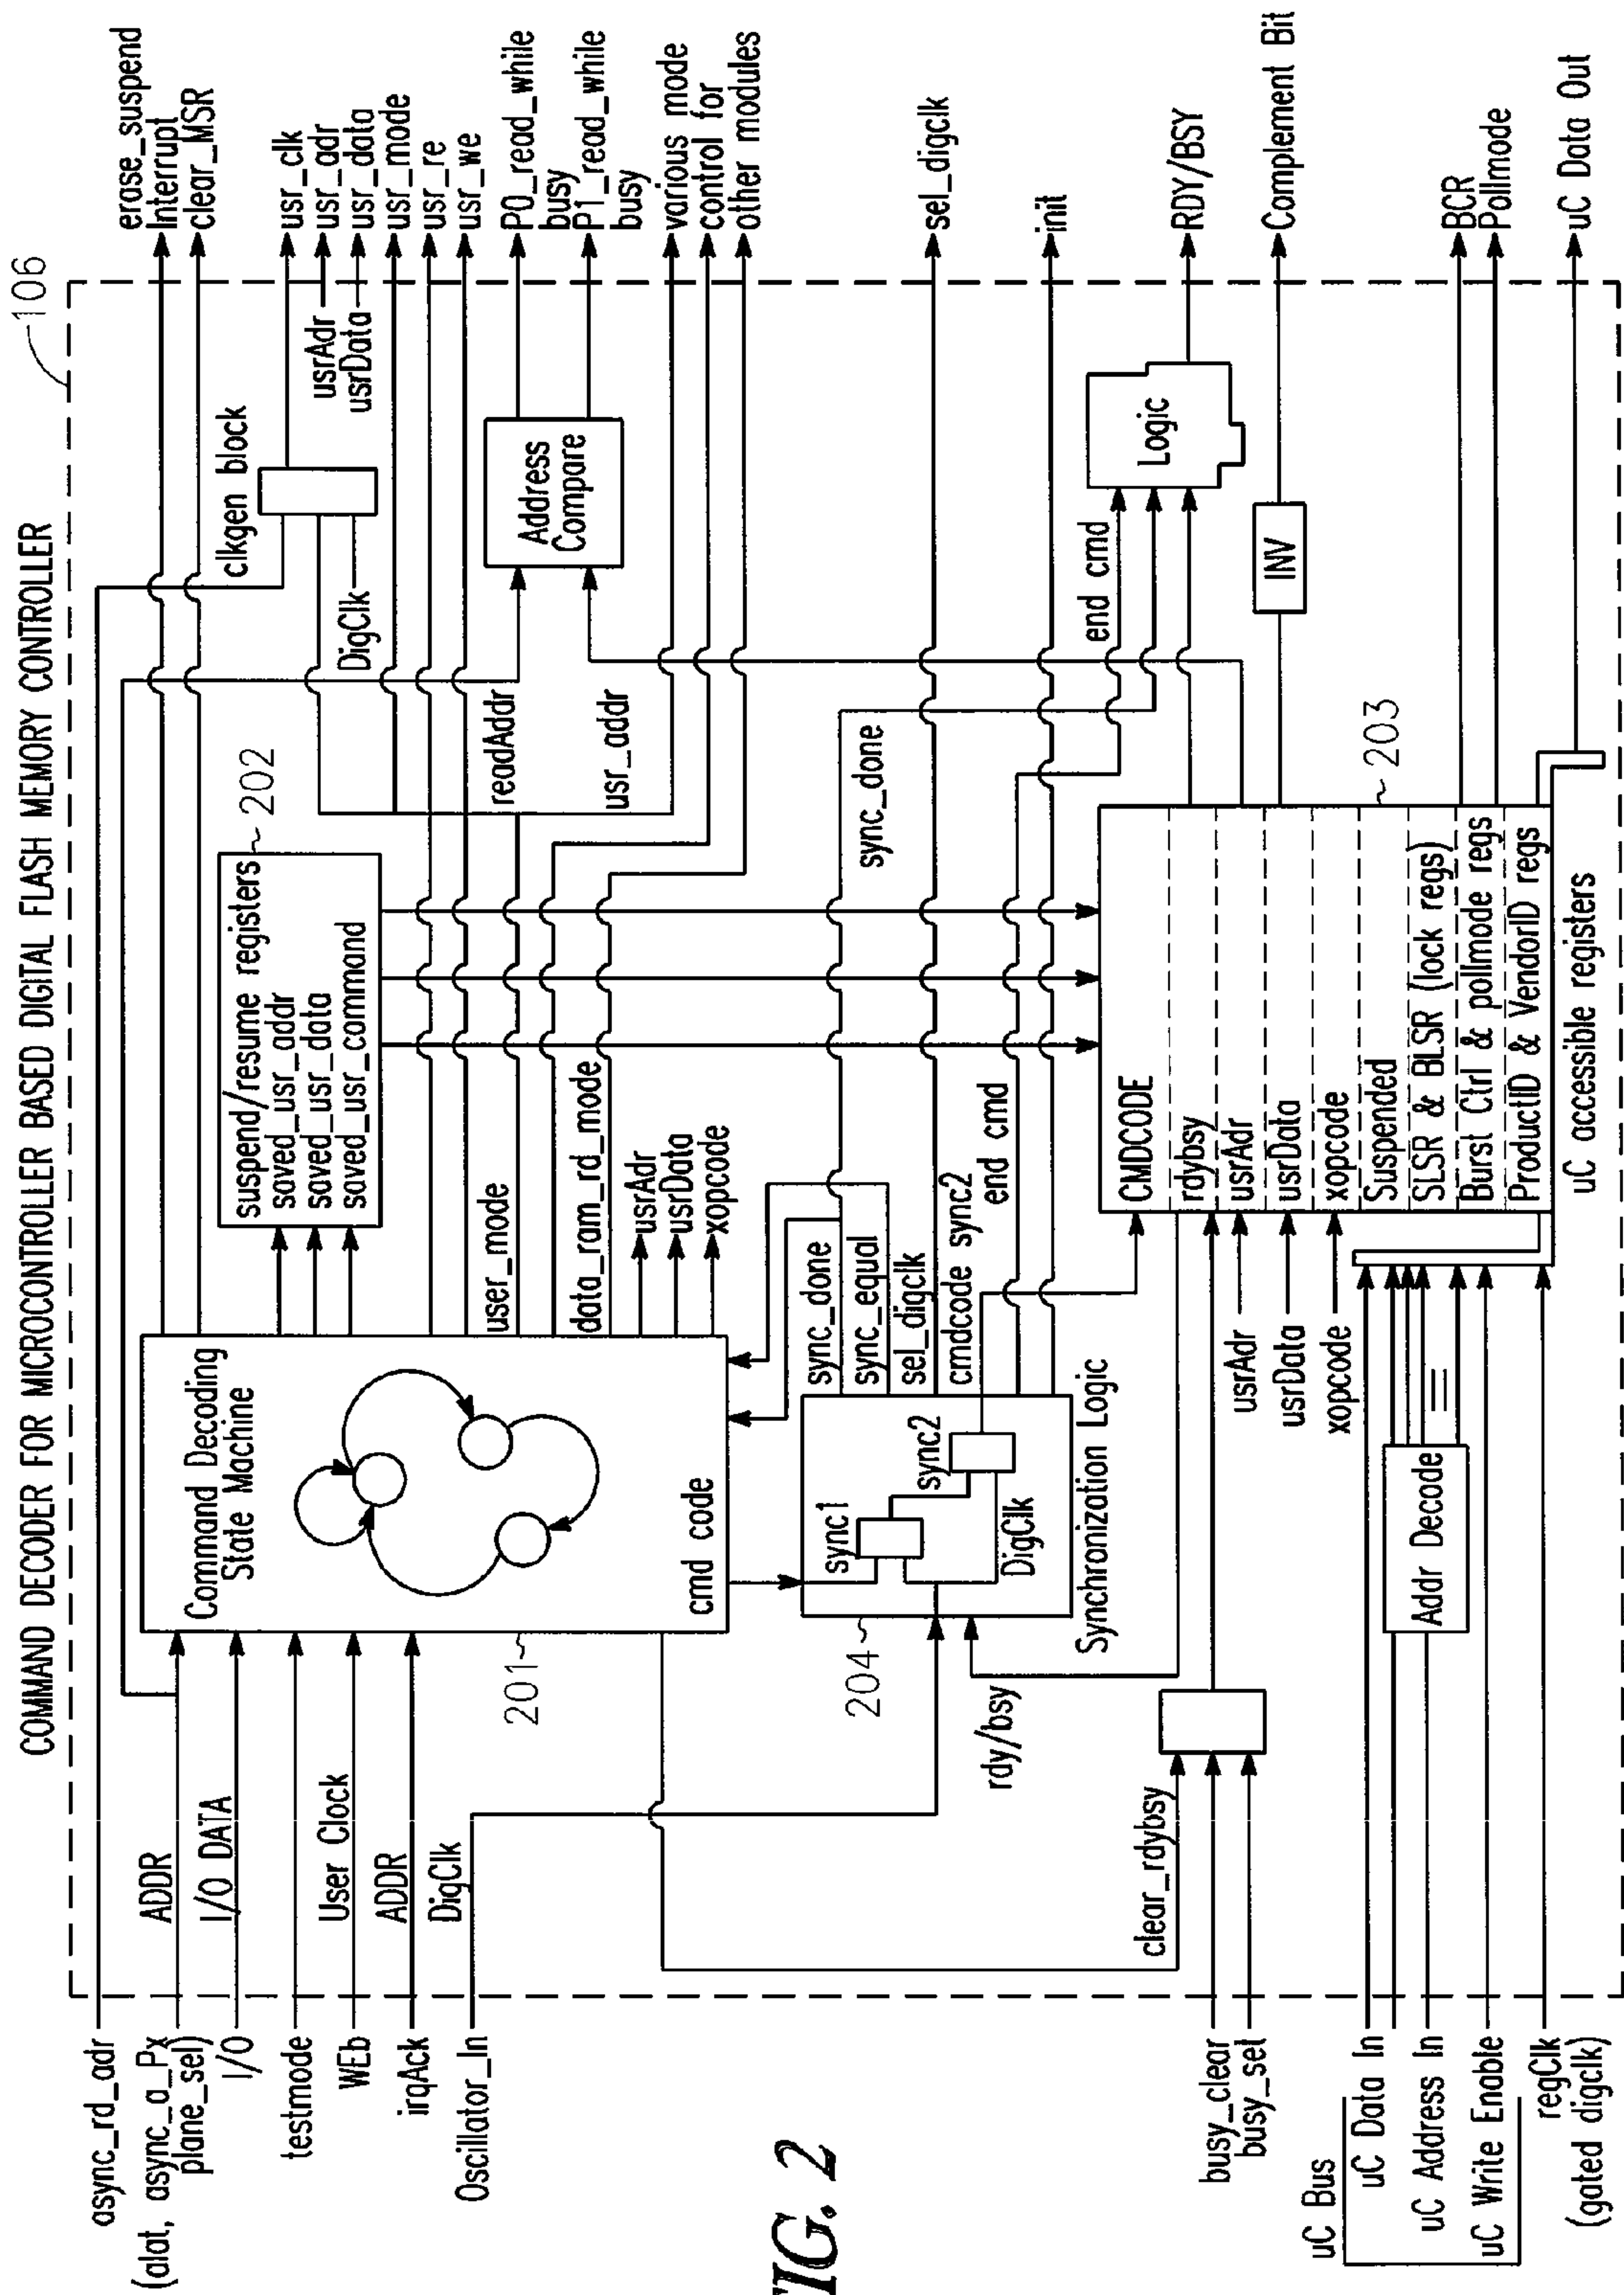 COMMAND DECODER FOR MICROCONTROLLER BASED DIGITAL FLASH MEMORY CONTROLLER
106
async_rd_adr
(alat, async_a_Px
plane_sel)
I/O
testmode
WEb
irqAck
Oscillator_In
busy_clear
busy_set
uC Bus
uC Data In
uC Address In
uC Write Enable
regClk
(gated digclk)
ADDR
I/O DATA
User Clock
ADDR
DigClk
clear_rdybsy
rdy/bsy
201
204
Command Decoding
State Machine
cmd code
sync1
sync2
DigClk
Synchronization Logic
Addr Decode
=
usrAdr
usrData
xopcode
suspend/resume registers
saved_usr_addr
saved_usr_data
saved_usr_command
202
user_mode
data_ram_rd_mode
usrAdr
usrData
xopcode
sync_done
sync_equal
sel_digclk
cmdcode sync2
end cmd
CMDCODE
rdybsy
usrAdr
usrData
xopcode
Suspended
SLSR & BLSR (lock regs)
Burst Ctrl & pollmode regs
ProductID & VendorID regs
uC accessible registers
203
readAddr
usr_addr
sync_done
clkgen block
DigClk
usrAdr
usrData
Address
Compare
end cmd
Logic
INV
erase_suspend
Interrupt
clear_MSR
usr_clk
usr_adr
usr_data
usr_mode
usr_re
usr_we
P0_read_while
busy
P1_read_while
busy
various mode
control for
other modules
sel_digclk
init
RDY/BSY
Complement Bit
BCR
Pollmode
uC Data Out
FIG. 2